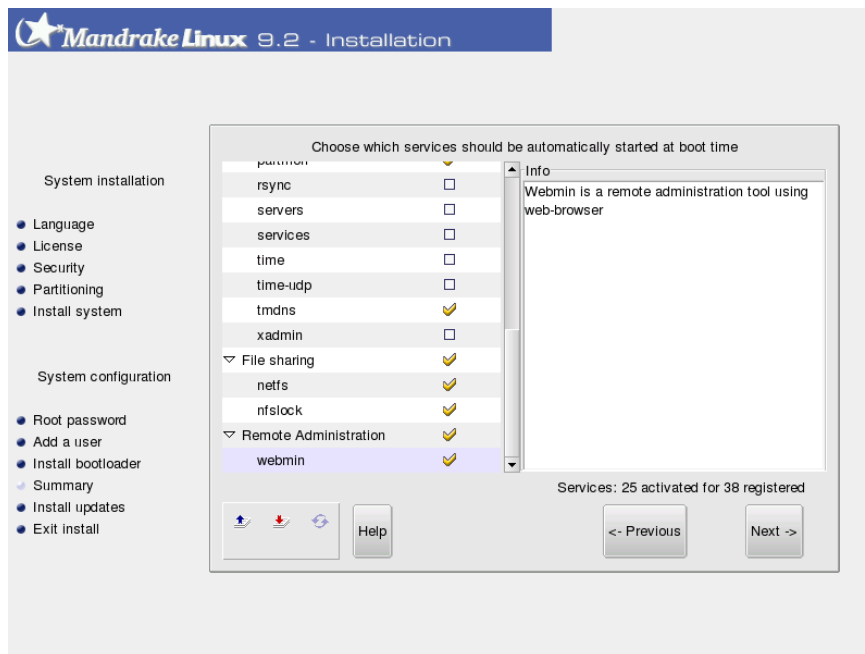 Mandrake Linux 9.2 - Installation
Choose which services should be automatically started at boot time
System installation
Language
License
Security
Partitioning
Install system
System configuration
Root password
Add a user
Install bootloader
Summary
Install updates
Exit install
partition
rsync
servers
services
time
time-udp
tmdns
xadmin
File sharing
netfs
nfslock
Remote Administration
webmin
Info
Webmin is a remote administration tool using
web-browser
Services: 25 activated for 38 registered
Help
<- Previous
Next ->